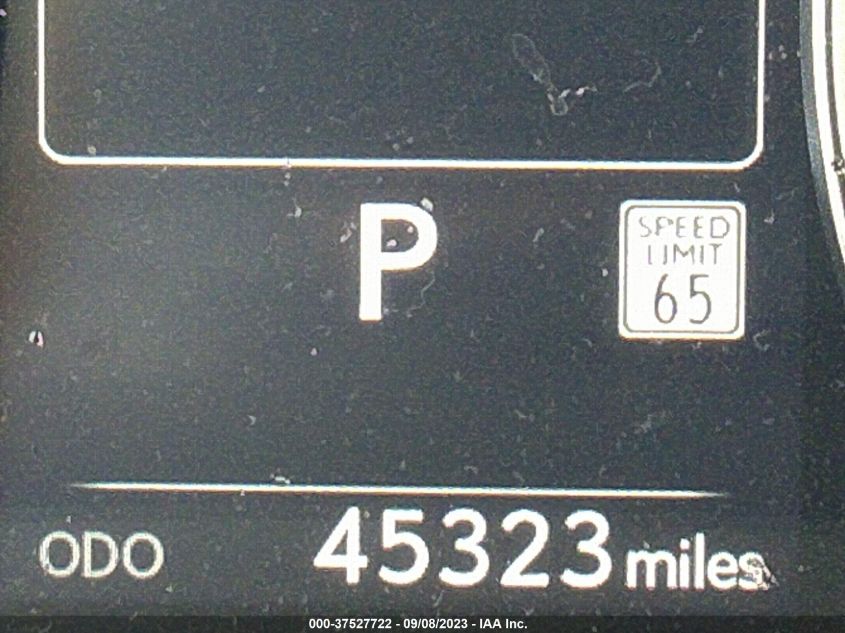 P
SPEED
LIMIT
65
ODO 45323 miles
000-37527722 - 09/08/2023 - IAA Inc.